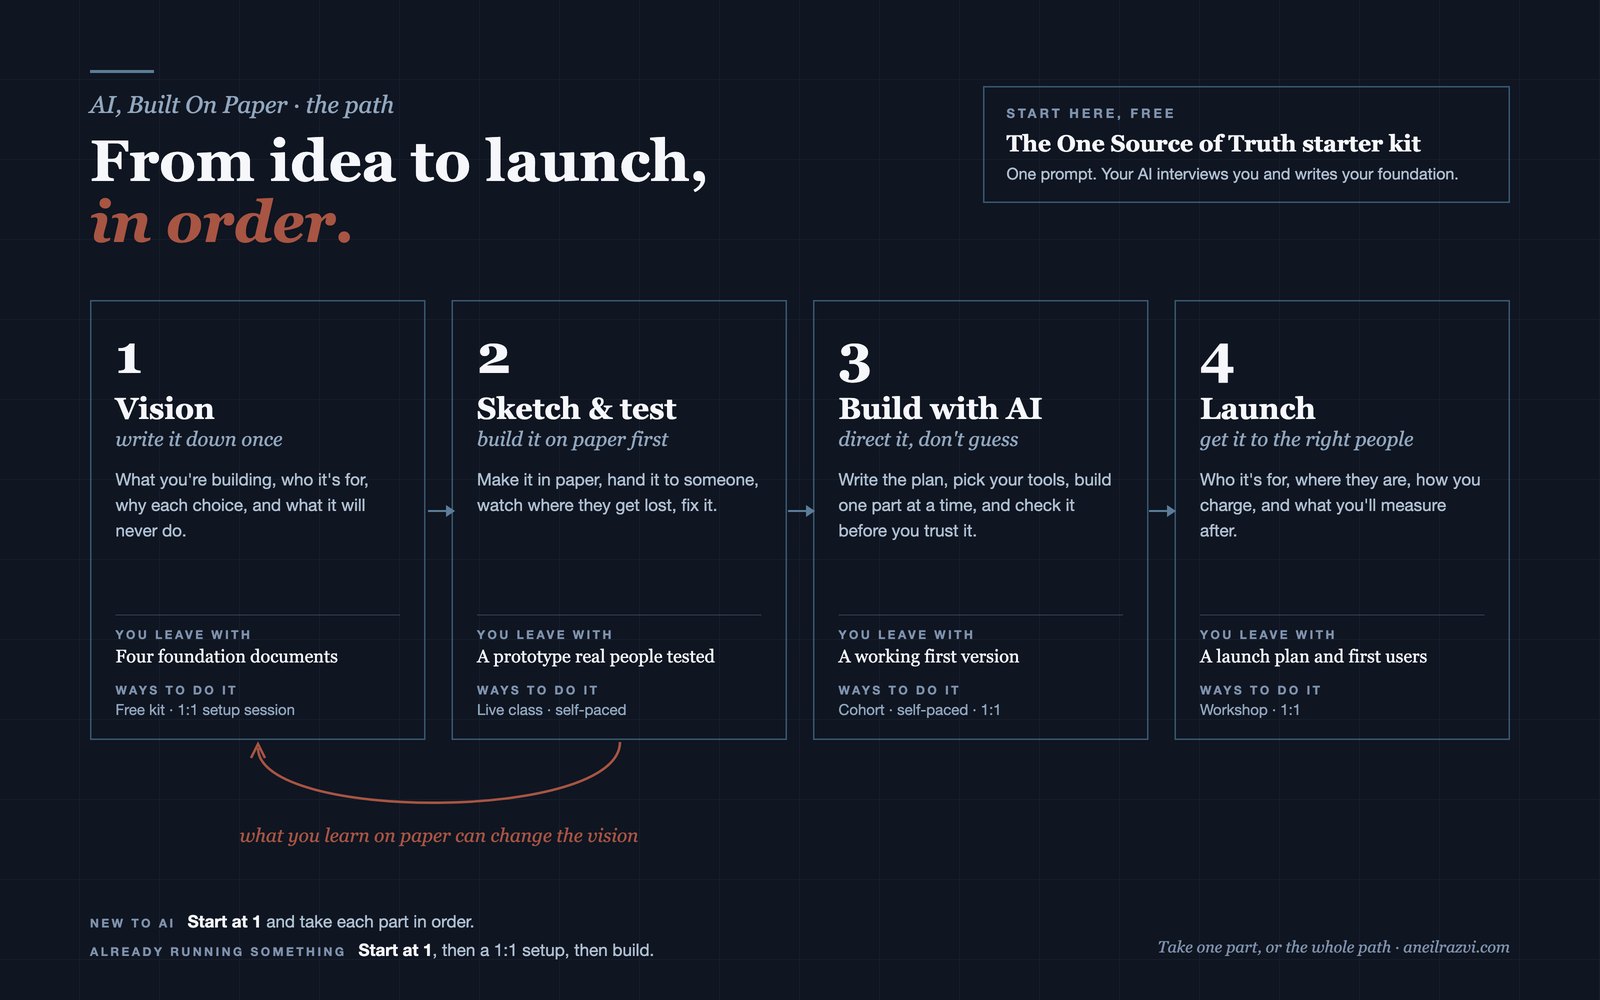 AI, Built On Paper · the path
From idea to launch,
in order.
START HERE, FREE
The One Source of Truth starter kit
One prompt. Your AI interviews you and writes your foundation.
1
Vision
write it down once
What you're building, who it's for,
why each choice, and what it will
never do.
YOU LEAVE WITH
Four foundation documents
WAYS TO DO IT
Free kit · 1:1 setup session
2
Sketch & test
build it on paper first
Make it in paper, hand it to someone,
watch where they get lost, fix it.
YOU LEAVE WITH
A prototype real people tested
WAYS TO DO IT
Live class · self-paced
3
Build with AI
direct it, don't guess
Write the plan, pick your tools, build
one part at a time, and check it
before you trust it.
YOU LEAVE WITH
A working first version
WAYS TO DO IT
Cohort · self-paced · 1:1
4
Launch
get it to the right people
Who it's for, where they are, how you
charge, and what you'll measure
after.
YOU LEAVE WITH
A launch plan and first users
WAYS TO DO IT
Workshop · 1:1
what you learn on paper can change the vision
NEW TO AI Start at 1 and take each part in order.
ALREADY RUNNING SOMETHING Start at 1, then a 1:1 setup, then build.
Take one part, or the whole path · aneilrazvi.com